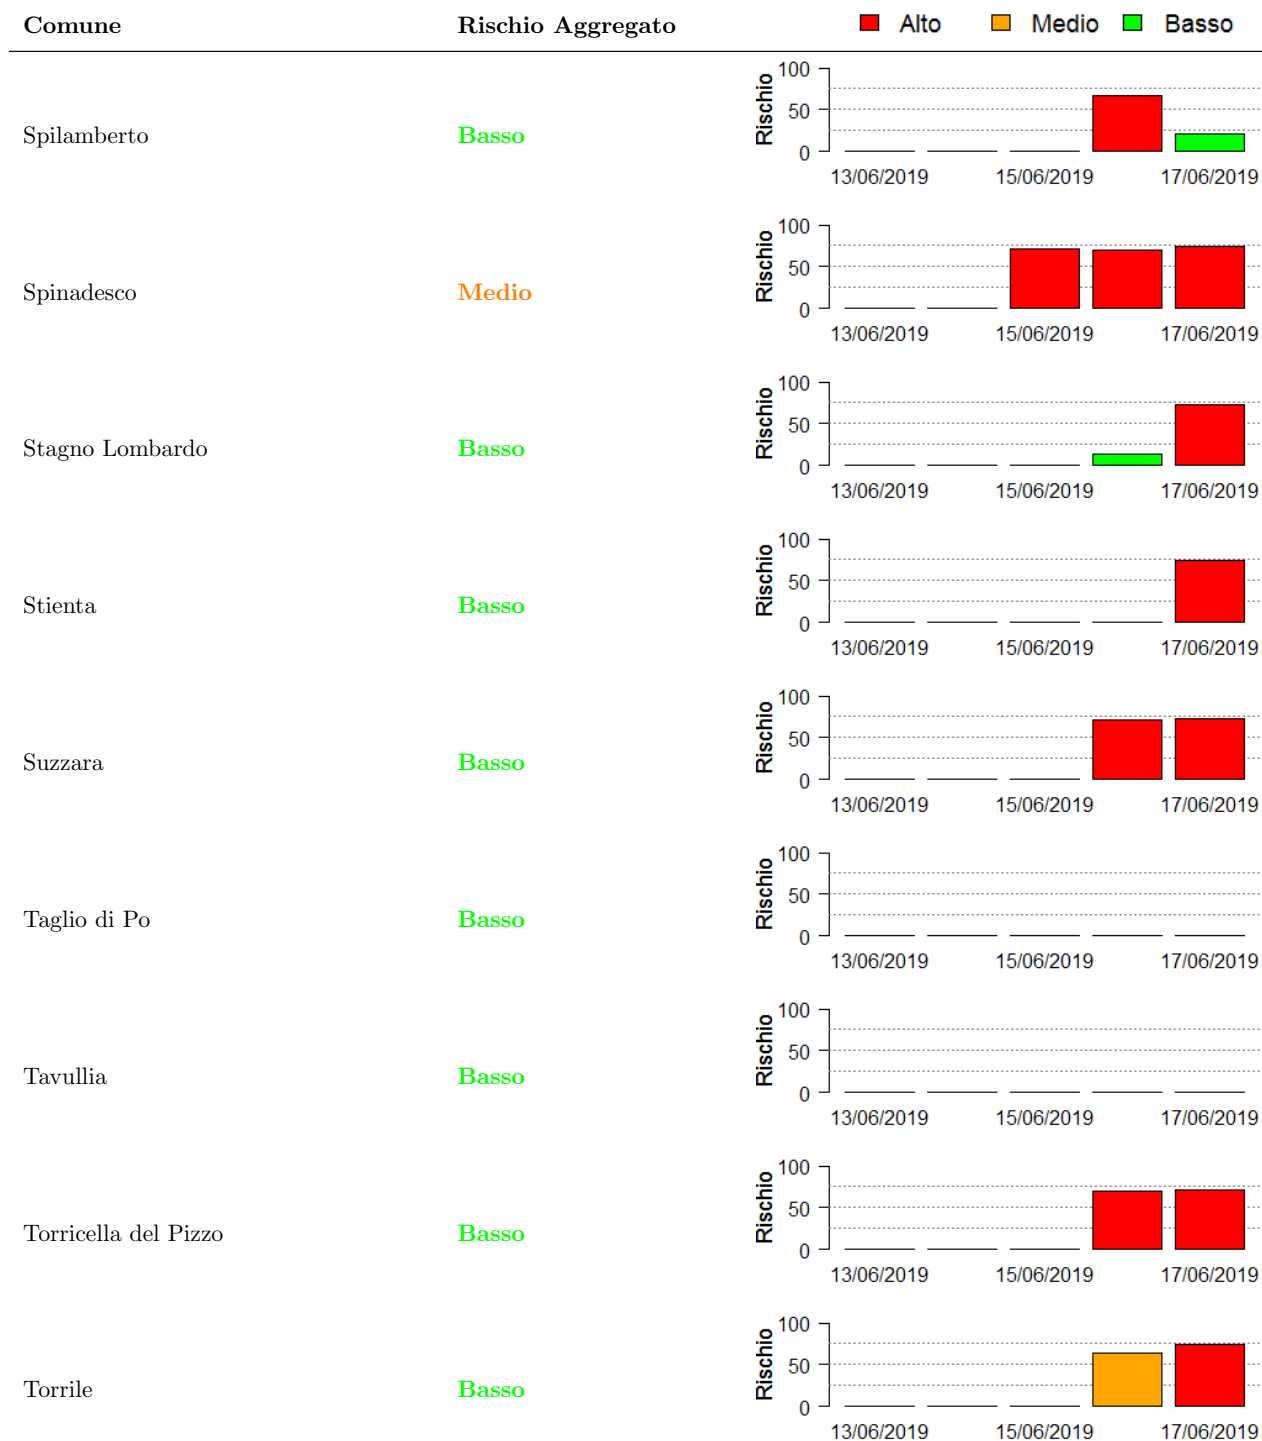 Comune Rischio Aggregato Alto Medio Basso
Spilamberto Basso
Rischio
100
50
0
13/06/2019 15/06/2019 17/06/2019
Spinadesco Medio
Rischio
100
50
0
13/06/2019 15/06/2019 17/06/2019
Stagno Lombardo Basso
Rischio
100
50
0
13/06/2019 15/06/2019 17/06/2019
Stienta Basso
Rischio
100
50
0
13/06/2019 15/06/2019 17/06/2019
Suzzara Basso
Rischio
100
50
0
13/06/2019 15/06/2019 17/06/2019
Taglio di Po Basso
Rischio
100
50
0
13/06/2019 15/06/2019 17/06/2019
Tavullia Basso
Rischio
100
50
0
13/06/2019 15/06/2019 17/06/2019
Torricella del Pizzo Basso
Rischio
100
50
0
13/06/2019 15/06/2019 17/06/2019
Torrile Basso
Rischio
100
50
0
13/06/2019 15/06/2019 17/06/2019